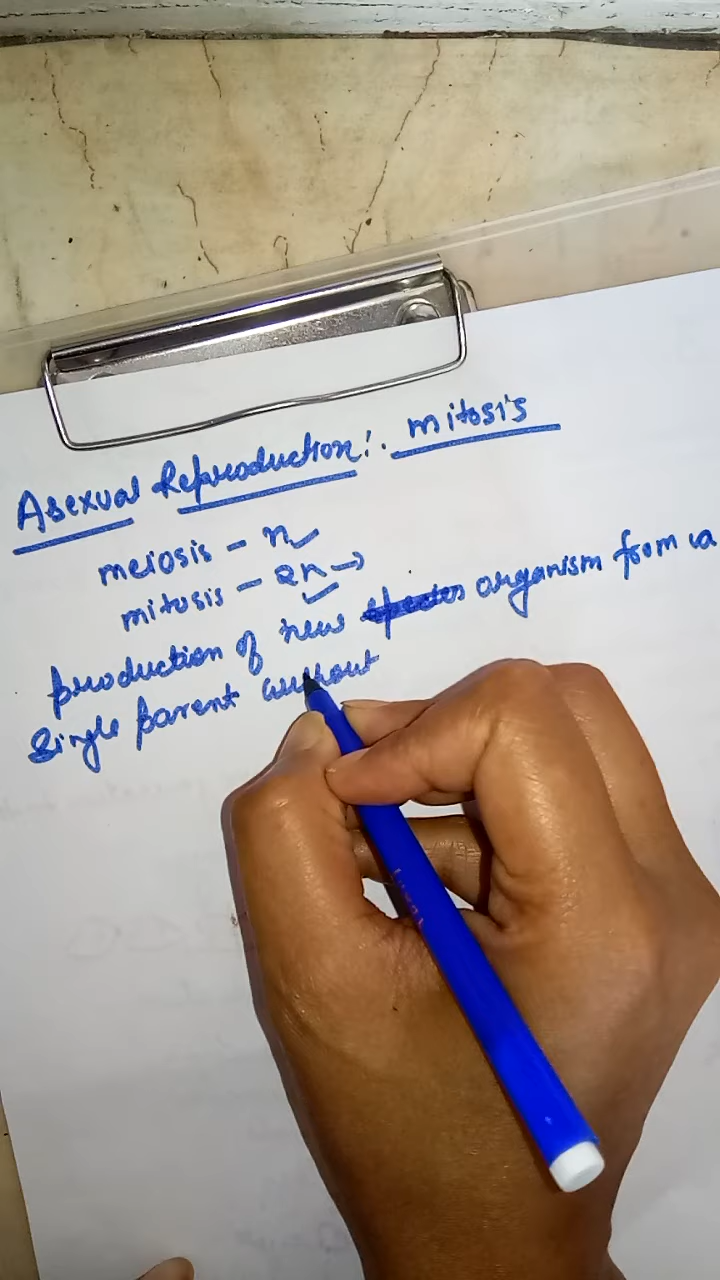 Asexual Reproduction:. mitosis
meiosis - n
mitosis - 2n →
production of new organism from a
single parent without